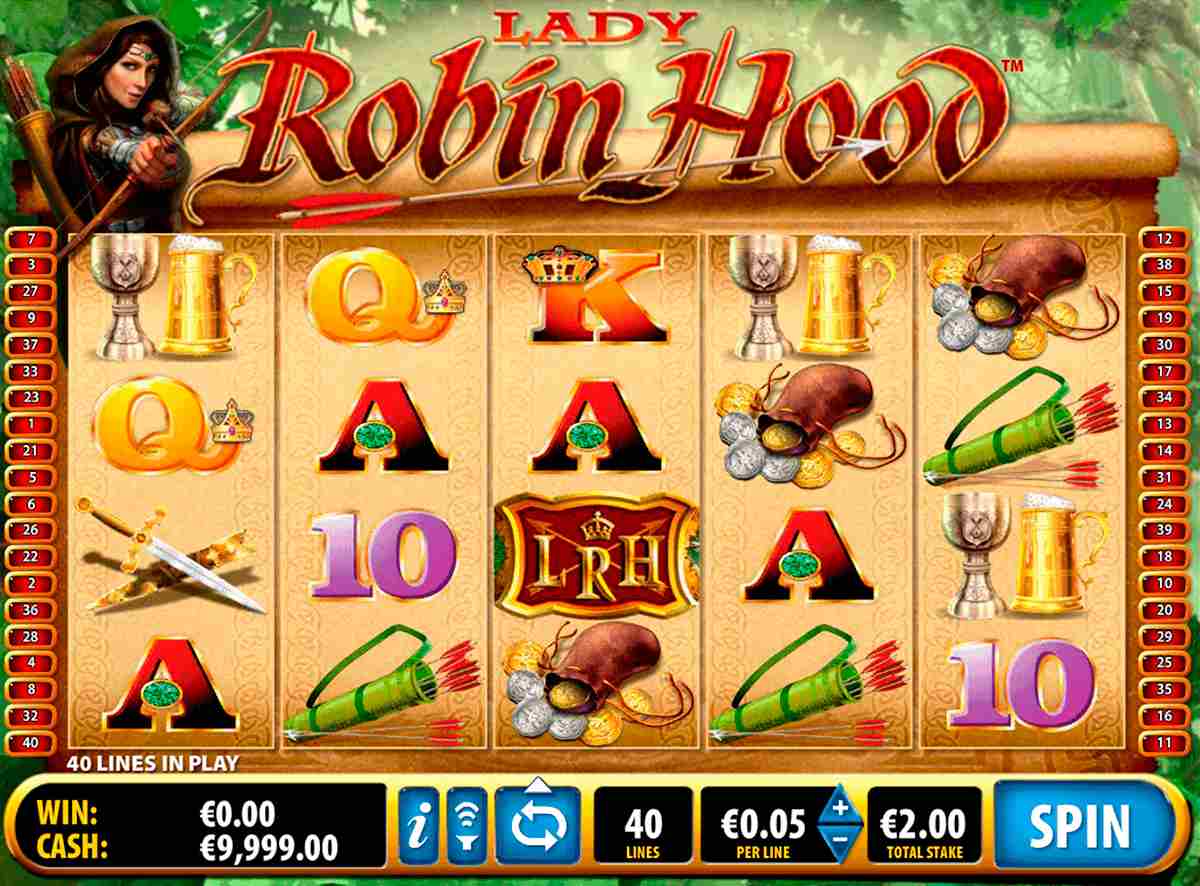 LADY
Robin Hood™
7 12
3 38
27 15
9 19
37 30
33 17
23 34
1 13
21 14
5 31
6 24
26 39
22 18
2 10
36 20
28 29
4 25
8 35
32 16
40 11
Q K
Q A A
10 LRH A
A 10
40 LINES IN PLAY
WIN: €0.00
CASH: €9,999.00
i
40
LINES
€0.05
PER LINE
+
−
€2.00
TOTAL STAKE
SPIN